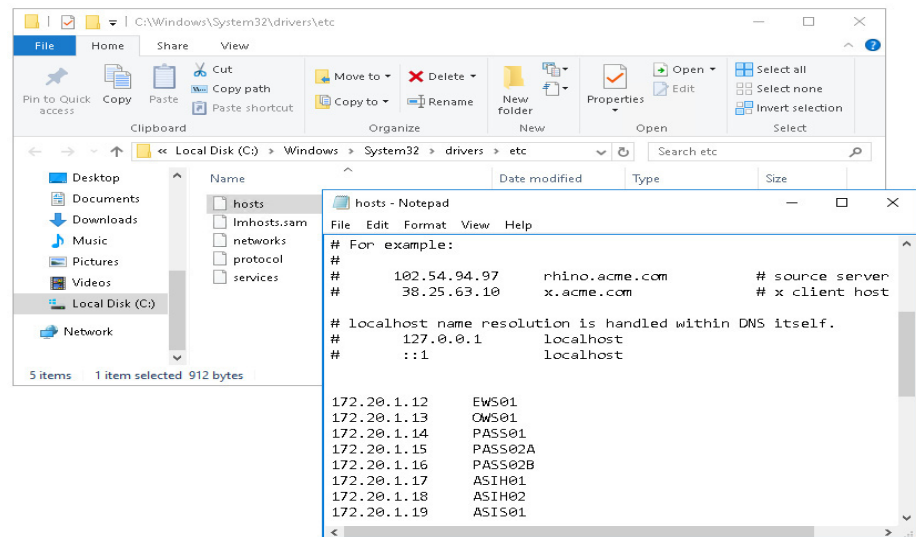 C:\Windows\System32\drivers\etc
File Home Share View
Pin to Quick access
Copy
Paste
Cut
Copy path
Paste shortcut
Move to
Copy to
Delete
Rename
New folder
Properties
Open
Edit
Select all
Select none
Invert selection
Clipboard Organize New Open Select
« Local Disk (C:) > Windows > System32 > drivers > etc
Search etc
Desktop
Documents
Downloads
Music
Pictures
Videos
Local Disk (C:)
Network
Name Date modified Type Size
hosts
lmhosts.sam
networks
protocol
services
5 items 1 item selected 912 bytes
hosts - Notepad
File Edit Format View Help
# For example:
#
# 102.54.94.97 rhino.acme.com # source server
# 38.25.63.10 x.acme.com # x client host
# localhost name resolution is handled within DNS itself.
# 127.0.0.1 localhost
# ::1 localhost
172.20.1.12 EWS01
172.20.1.13 OWS01
172.20.1.14 PASS01
172.20.1.15 PASS02A
172.20.1.16 PASS02B
172.20.1.17 ASIH01
172.20.1.18 ASIH02
172.20.1.19 ASIS01